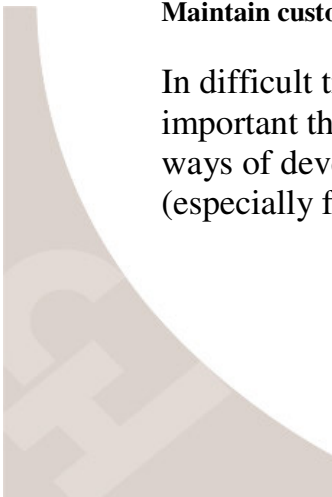 Maintain custo
In difficult t
important th
ways of dev
(especially f